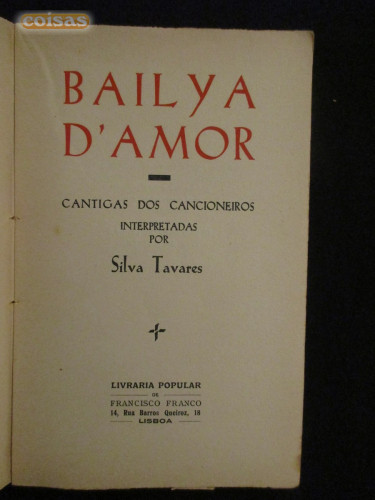 coisas
BAILYA
D'AMOR
CANTIGAS DOS CANCIONEIROS
INTERPRETADAS
POR
Silva Tavares
LIVRARIA POPULAR
DE
FRANCISCO FRANCO
14, Rua Barros Queiroz, 18
LISBOA